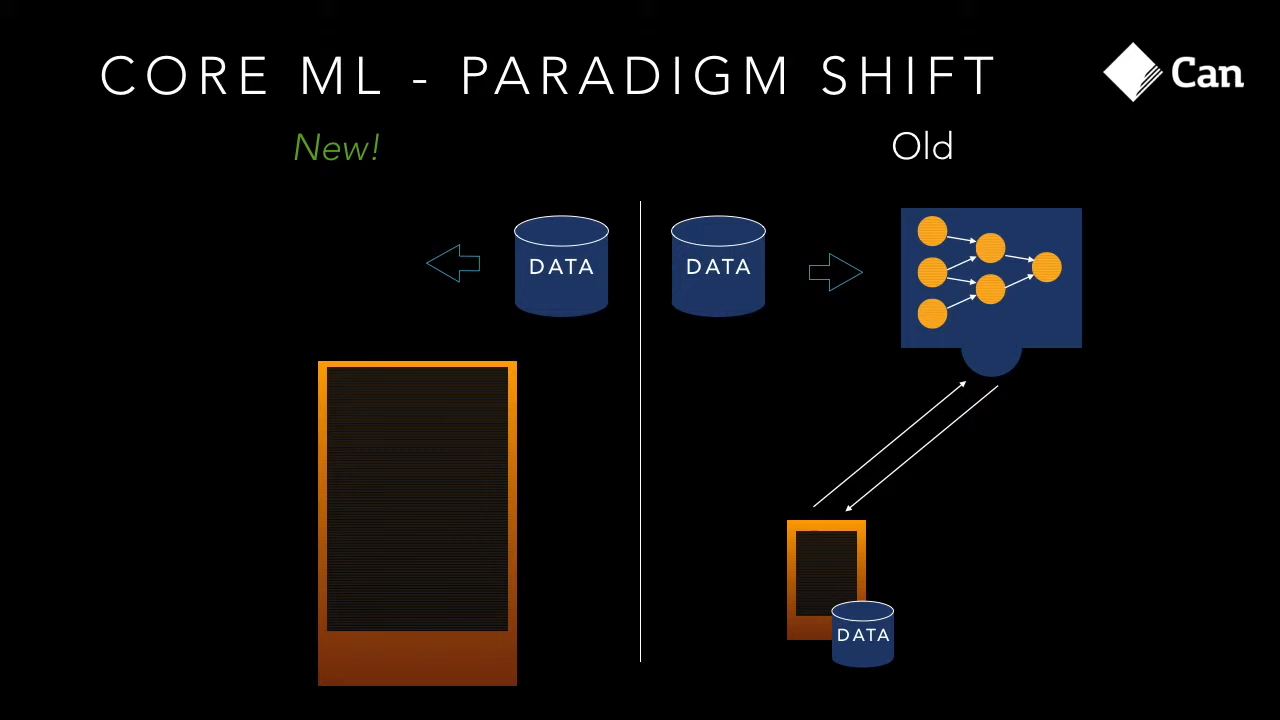 CORE ML - PARADIGM SHIFT
Can
New!
Old
DATA
DATA
DATA